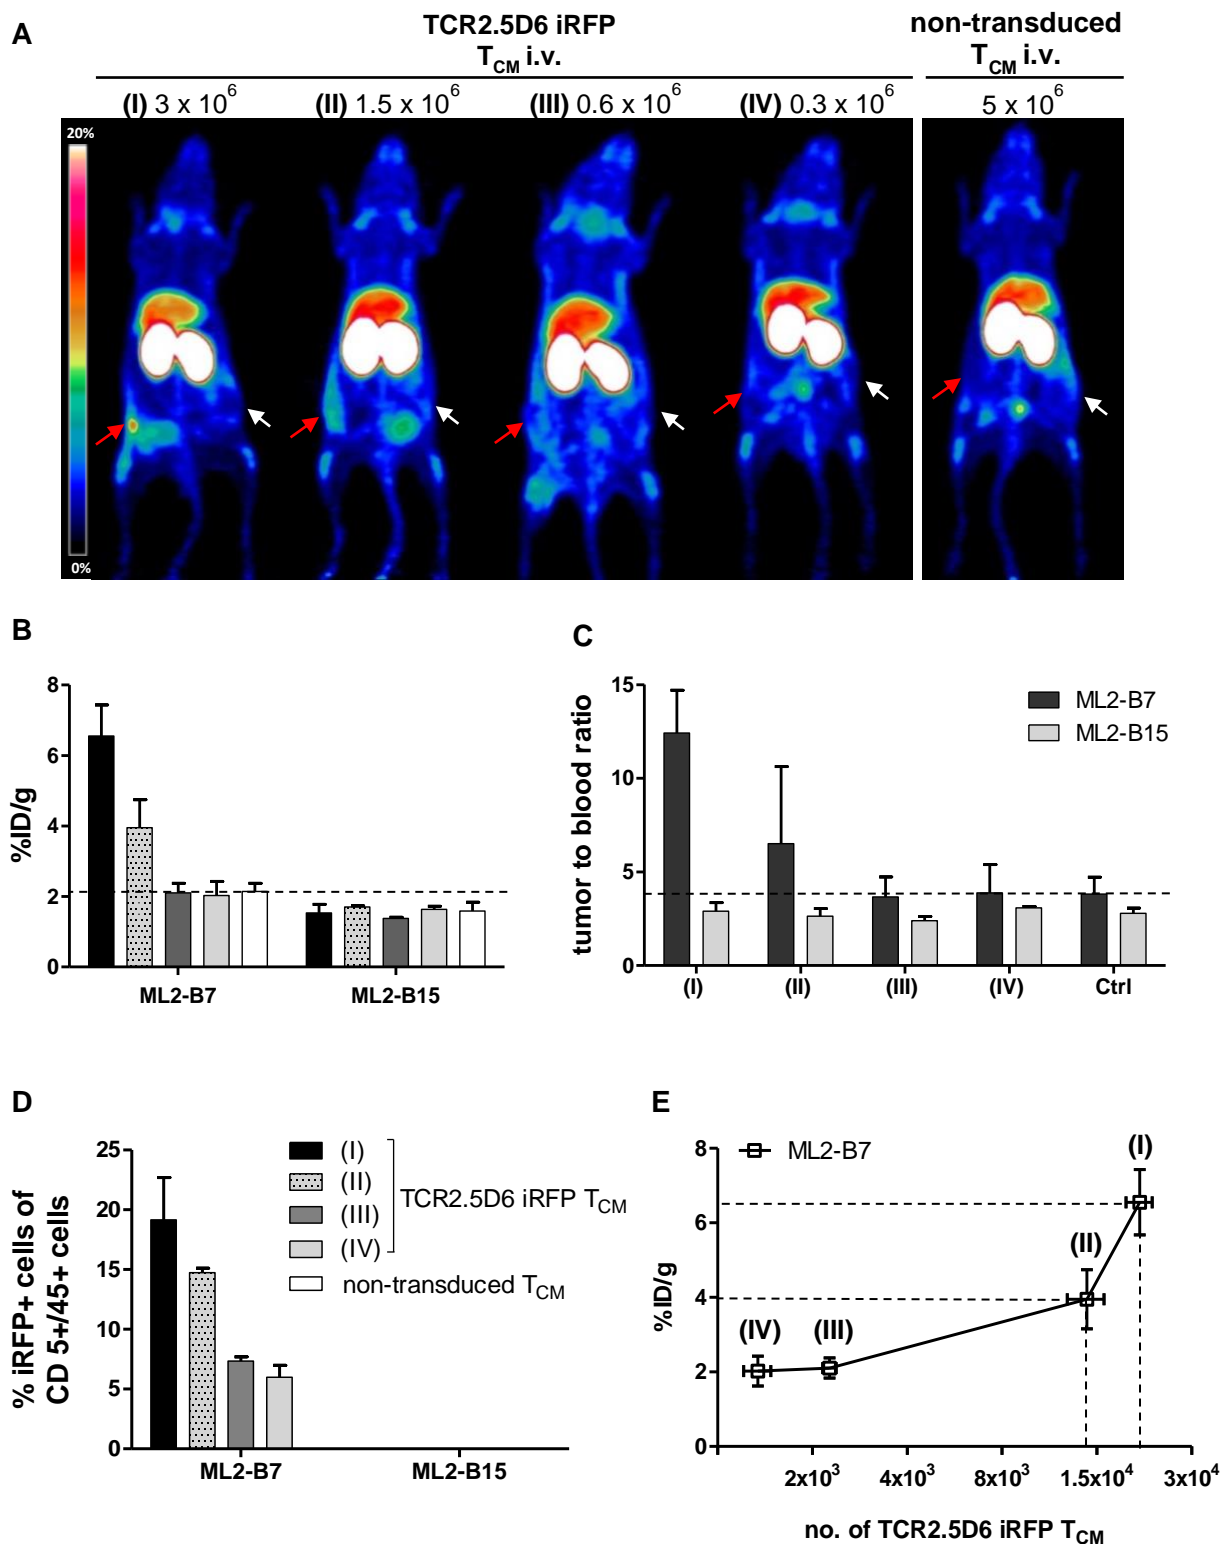 A
TCR2.5D6 iRFP
T_CM i.v.
non-transduced
T_CM i.v.
(I) 3 x 10^6
(II) 1.5 x 10^6
(III) 0.6 x 10^6
(IV) 0.3 x 10^6
5 x 10^6
20%
0%
B
%ID/g
8
6
4
2
0
ML2-B7
ML2-B15
C
tumor to blood ratio
15
10
5
0
ML2-B7
ML2-B15
(I)
(II)
(III)
(IV)
Ctrl
D
% iRFP+ cells of
CD 5+/45+ cells
25
20
15
10
5
0
(I)
(II)
(III)
(IV)
TCR2.5D6 iRFP T_CM
non-transduced T_CM
ML2-B7
ML2-B15
E
%ID/g
8
6
4
2
0
ML2-B7
(I)
(II)
(III)
(IV)
2x10^3
4x10^3
8x10^3
1.5x10^4
3x10^4
no. of TCR2.5D6 iRFP T_CM